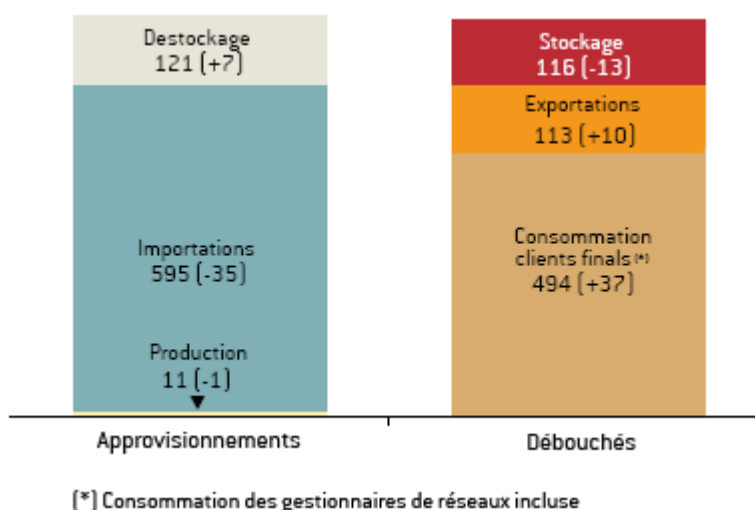 Destockage
121 (+7)
Importations
595 (-35)
Production
11 (-1)
Approvisionnements
Stockage
116 (-13)
Exportations
113 (+10)
Consommation
clients finals (*)
494 (+37)
Débouchés
(*) Consommation des gestionnaires de réseaux incluse